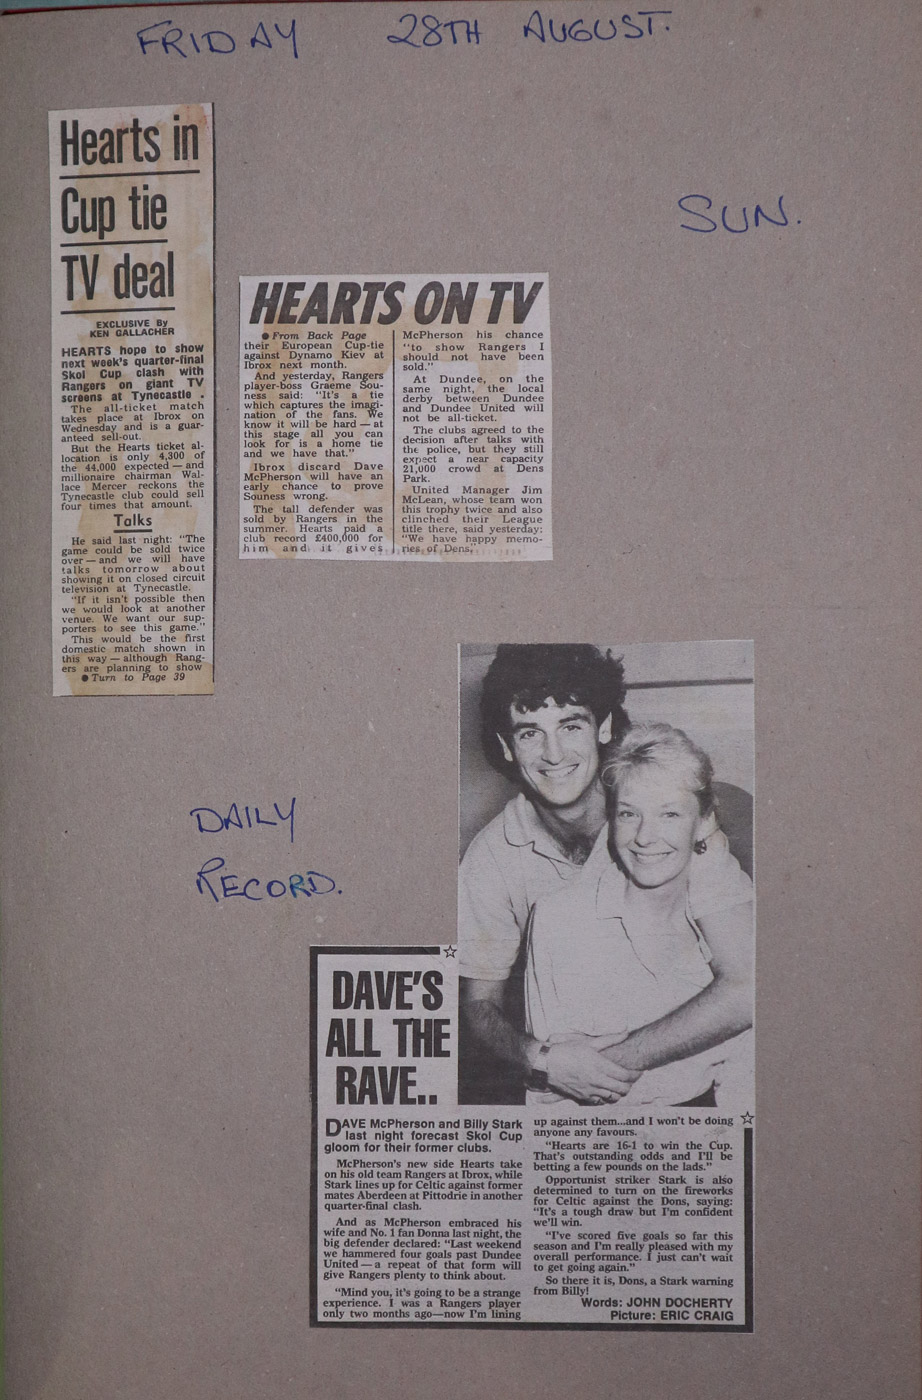 FRIDAY 28TH AUGUST.
Hearts in
Cup tie
TV deal
EXCLUSIVE By
KEN GALLACHER
HEARTS hope to show
next week's quarter-final
Skol Cup clash with
Rangers on giant TV
screens at Tynecastle .
The all-ticket match
takes place at Ibrox on
Wednesday and is a guar-
anteed sell-out.
But the Hearts ticket al-
location is only 4,300 of
the 44,000 expected — and
millionaire chairman Wal-
lace Mercer reckons the
Tynecastle club could sell
four times that amount.
Talks
He said last night: "The
game could be sold twice
over — and we will have
talks tomorrow about
showing it on closed circuit
television at Tynecastle.
"If it isn't possible then
we would look at another
venue. We want our sup-
porters to see this game."
This would be the first
domestic match shown in
this way — although Rang-
ers are planning to show
● Turn to Page 39
SUN.
HEARTS ON TV
● From Back Page
their European Cup-tie
against Dynamo Kiev at
Ibrox next month.
And yesterday, Rangers
player-boss Graeme Sou-
ness said: "It's a tie
which captures the imagi-
nation of the fans. We
know it will be hard — at
this stage all you can
look for is a home tie
and we have that."
Ibrox discard Dave
McPherson will have an
early chance to prove
Souness wrong.
The tall defender was
sold by Rangers in the
summer. Hearts paid a
club record £400,000 for
him and it gives
McPherson his chance
"to show Rangers I
should not have been
sold."
At Dundee, on the
same night, the local
derby between Dundee
and Dundee United will
not be all-ticket.
The clubs agreed to the
decision after talks with
the police, but they still
expect a near capacity
21,000 crowd at Dens
Park.
United Manager Jim
McLean, whose team won
this trophy twice and also
clinched their League
title there, said yesterday:
"We have happy memo-
ries of Dens."
DAILY
RECORD.
DAVE'S
ALL THE
RAVE..
DAVE McPherson and Billy Stark
last night forecast Skol Cup
gloom for their former clubs.
McPherson's new side Hearts take
on his old team Rangers at Ibrox, while
Stark lines up for Celtic against former
mates Aberdeen at Pittodrie in another
quarter-final clash.
And as McPherson embraced his
wife and No. 1 fan Donna last night, the
big defender declared: "Last weekend
we hammered four goals past Dundee
United — a repeat of that form will
give Rangers plenty to think about.
"Mind you, it's going to be a strange
experience. I was a Rangers player
only two months ago—now I'm lining
up against them...and I won't be doing
anyone any favours.
"Hearts are 16-1 to win the Cup.
That's outstanding odds and I'll be
betting a few pounds on the lads."
Opportunist striker Stark is also
determined to turn on the fireworks
for Celtic against the Dons, saying:
"It's a tough draw but I'm confident
we'll win.
"I've scored five goals so far this
season and I'm really pleased with my
overall performance. I just can't wait
to get going again."
So there it is, Dons, a Stark warning
from Billy!
Words: JOHN DOCHERTY
Picture: ERIC CRAIG